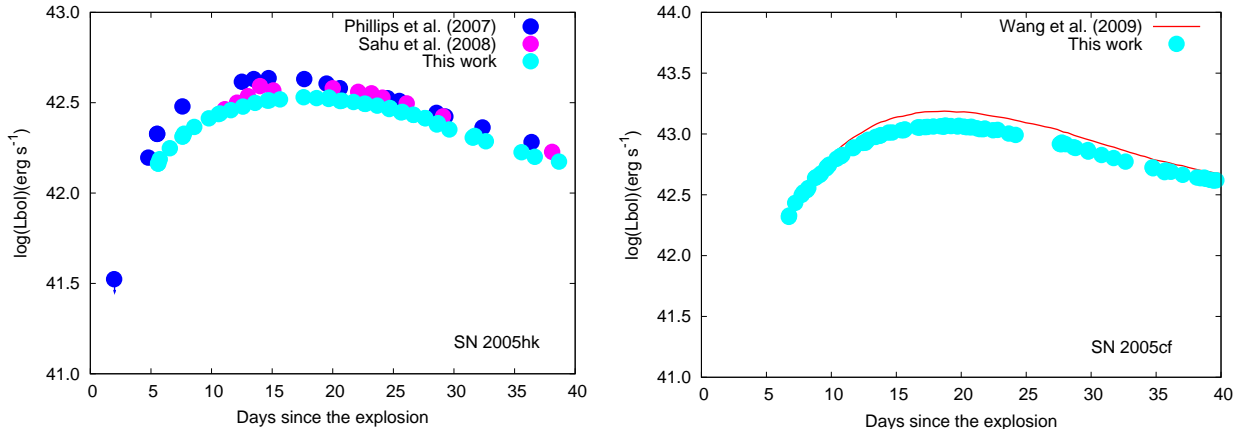 43.0
42.5
42.0
41.5
41.0
0 5 10 15 20 25 30 35 40
log(Lbol)(erg s⁻¹)
Days since the explosion
Phillips et al. (2007)
Sahu et al. (2008)
This work
SN 2005hk
44.0
43.5
43.0
42.5
42.0
41.5
41.0
0 5 10 15 20 25 30 35 40
log(Lbol)(erg s⁻¹)
Days since the explosion
Wang et al. (2009)
This work
SN 2005cf